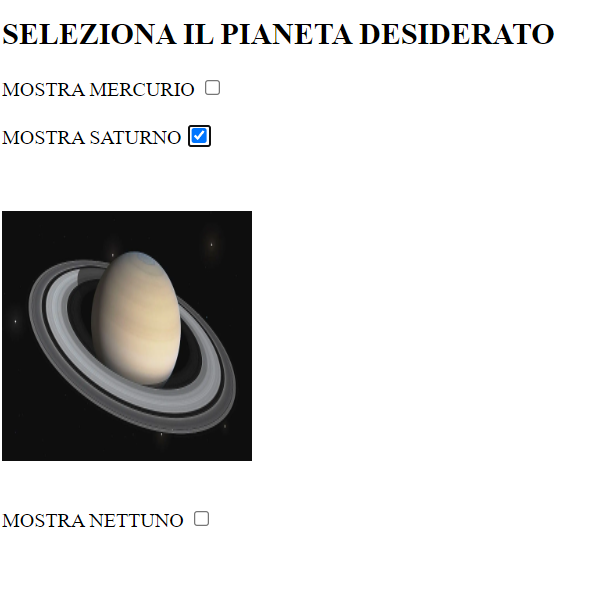 SELEZIONA IL PIANETA DESIDERATO
MOSTRA MERCURIO
MOSTRA SATURNO
MOSTRA NETTUNO